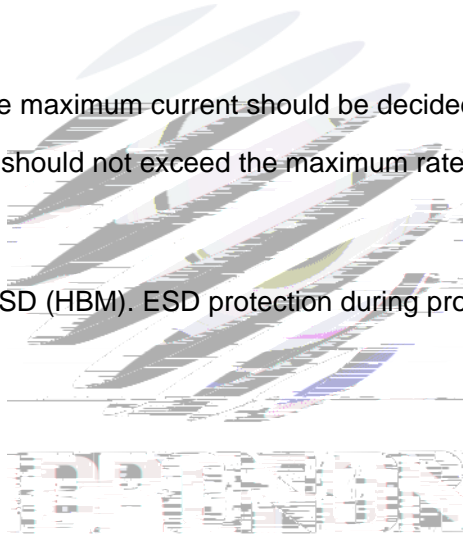 e maximum current should be decided
should not exceed the maximum rate
SD (HBM). ESD protection during pro